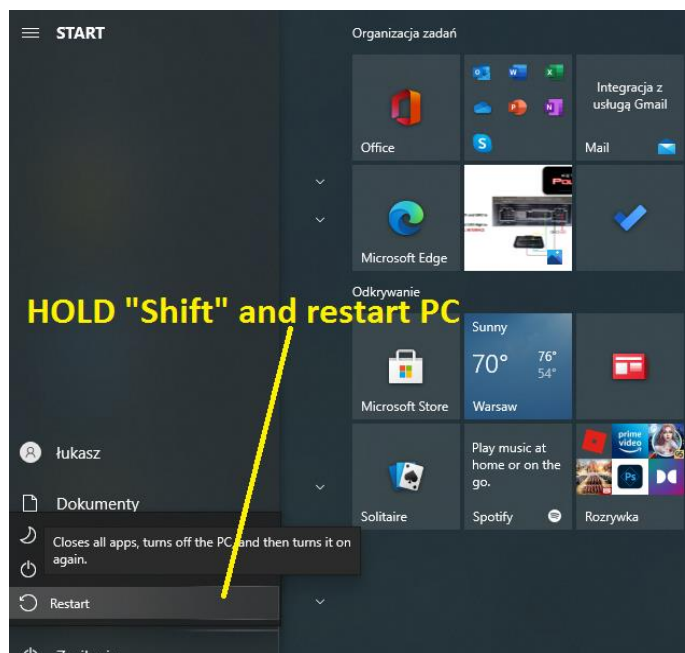 START
Organizacja zadań
Office
Integracja z
usługą Gmail
Mail
Microsoft Edge
HOLD "Shift" and restart PC
Odkrywanie
Microsoft Store
Sunny
70° 76°
54°
Warsaw
prime
video
Ps
Solitaire
Play music at
home or on the
go.
Spotify
Rozrywka
łukasz
Dokumenty
Closes all apps, turns off the PC, and then turns it on
again.
Restart